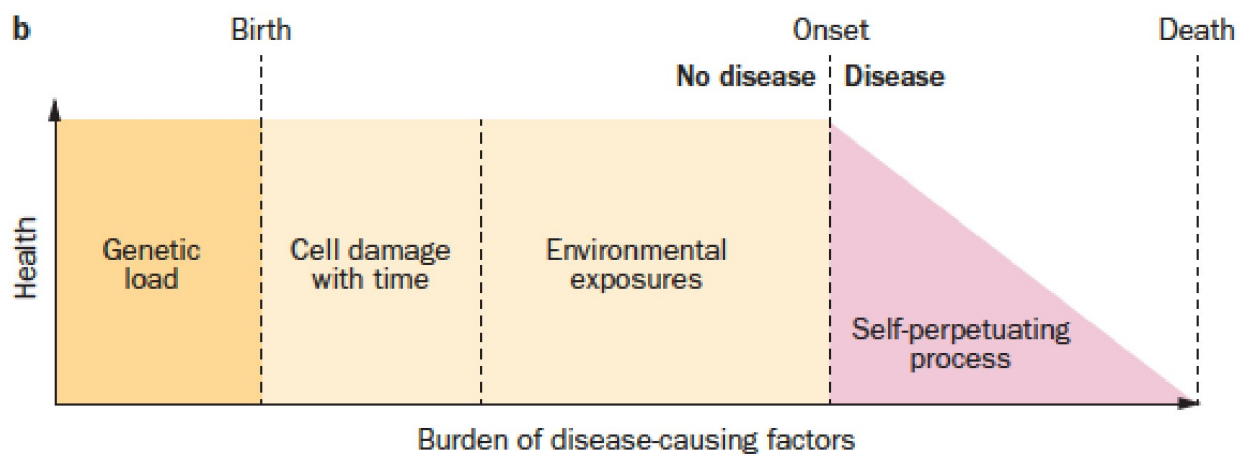 b
Birth
Onset
Death
No disease
Disease
Health
Genetic
load
Cell damage
with time
Environmental
exposures
Self-perpetuating
process
Burden of disease-causing factors